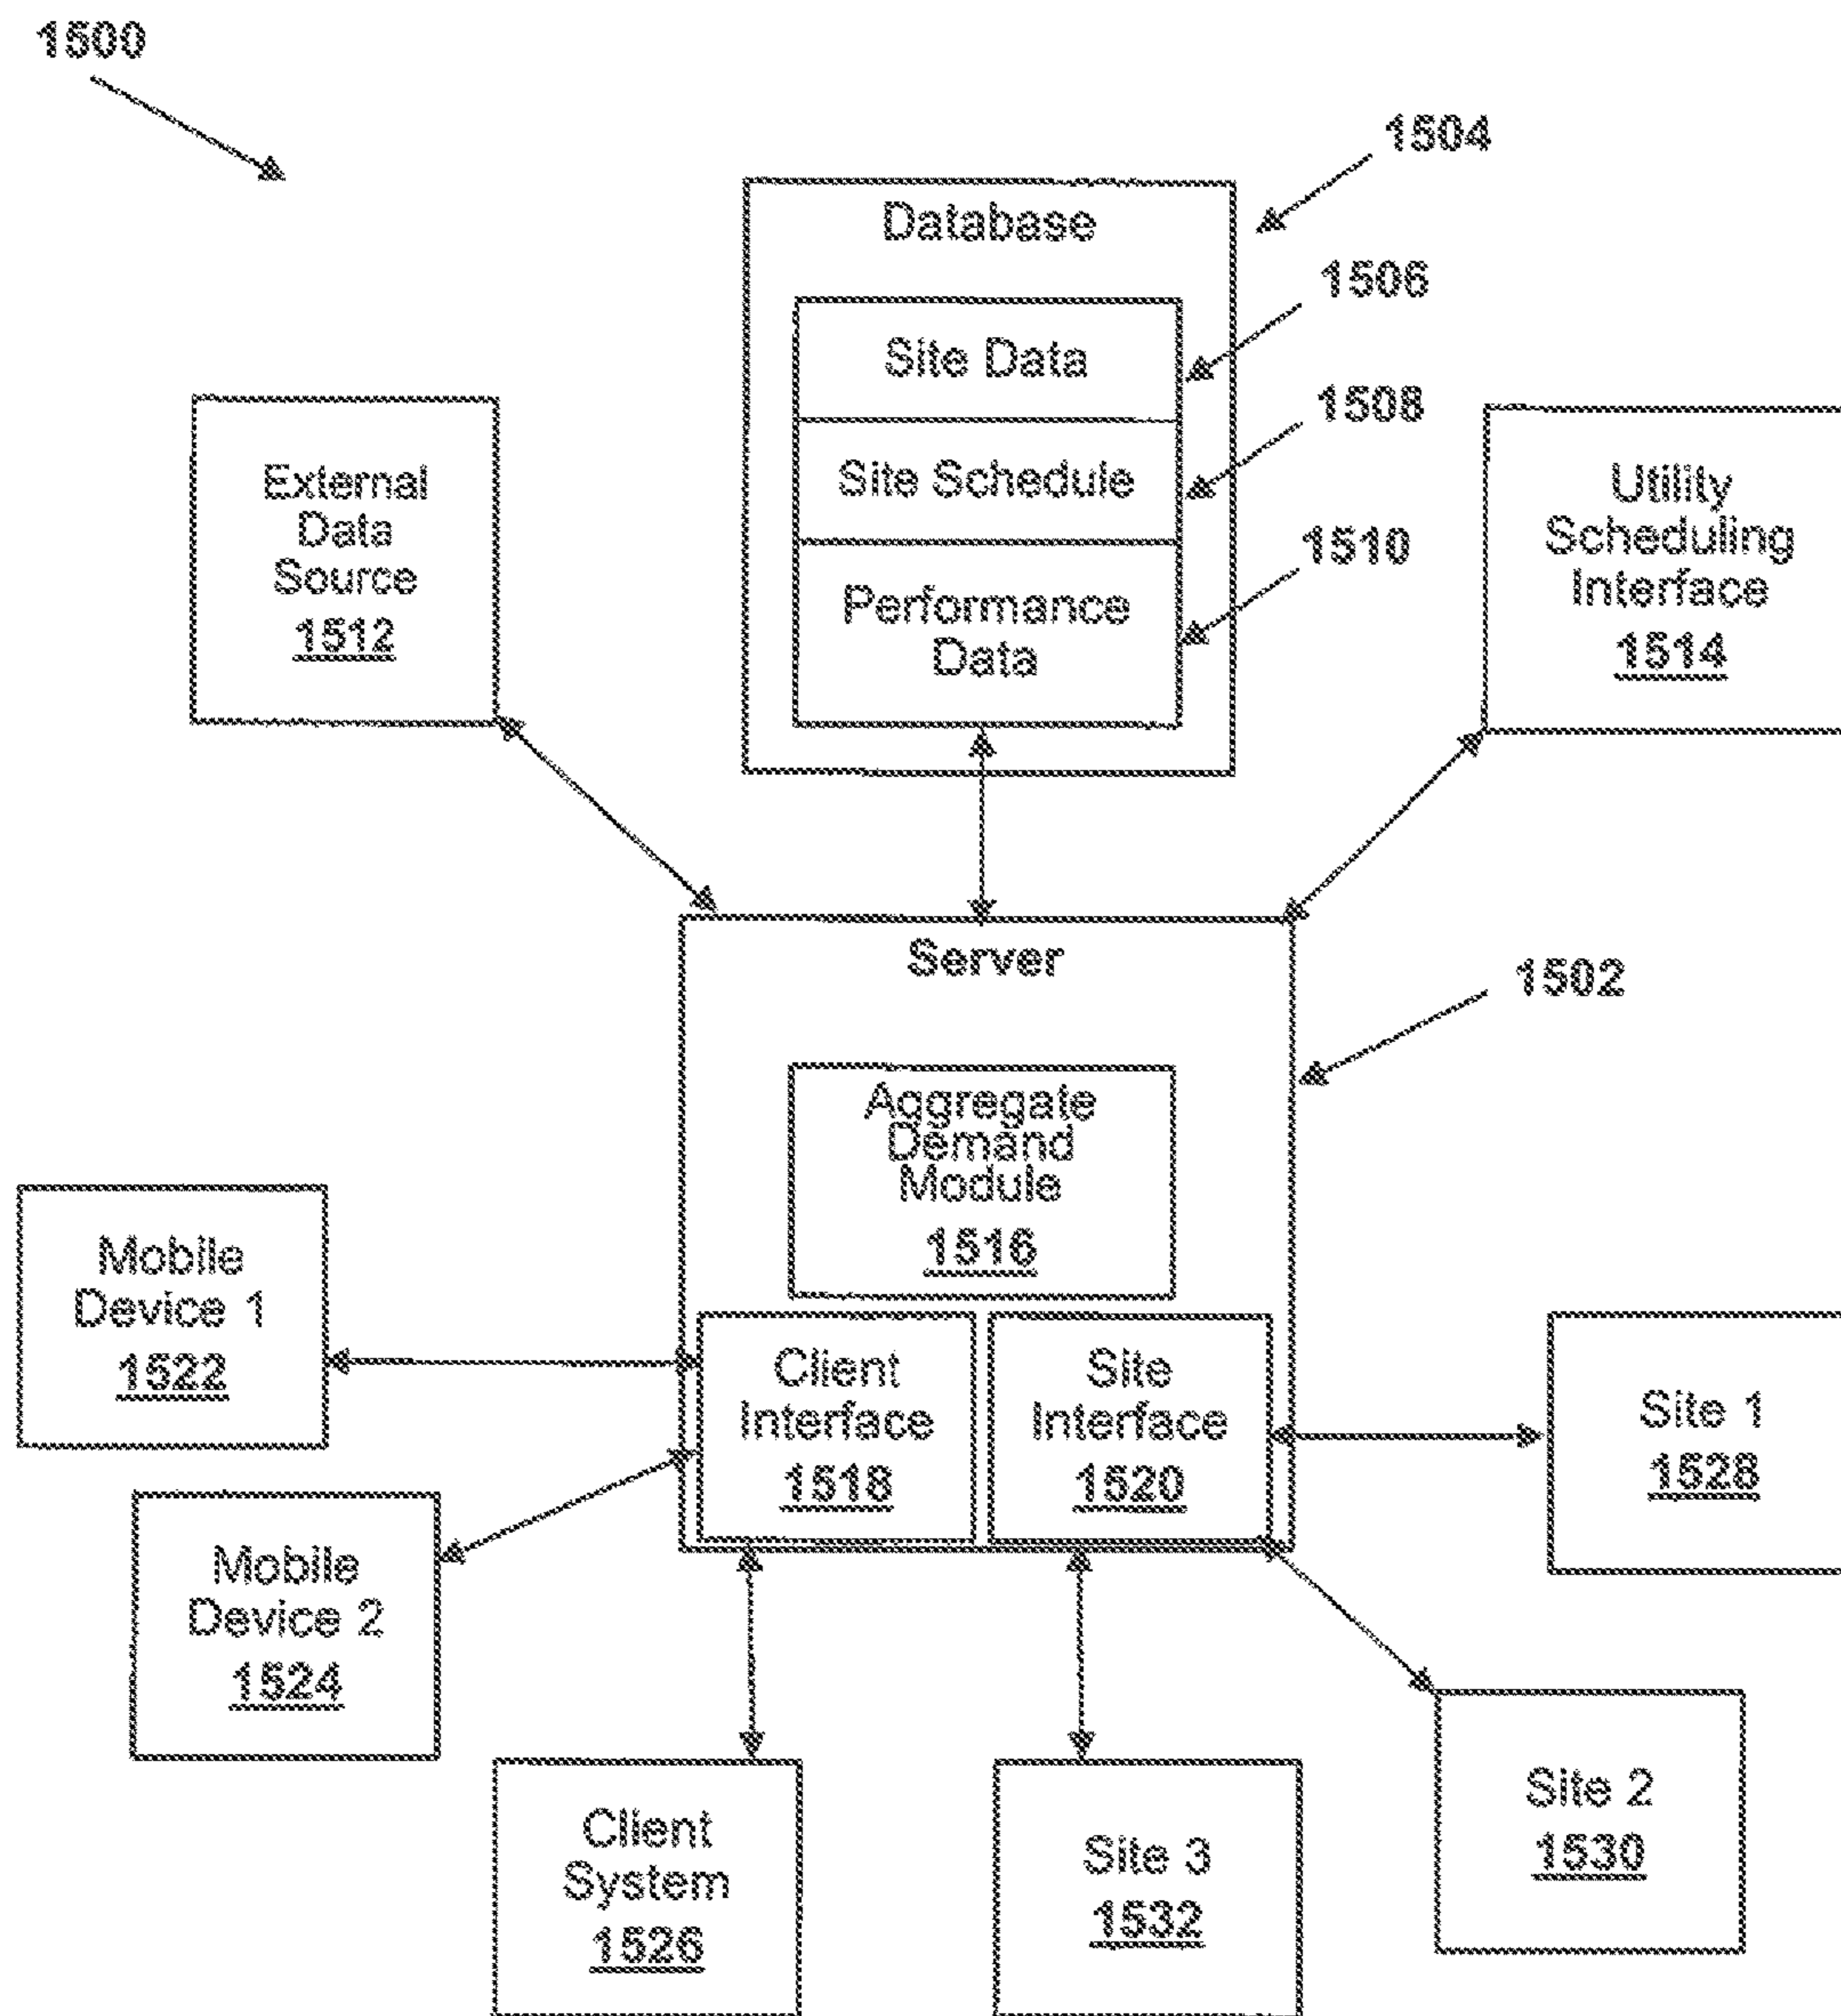 1500
1504
Database
1506
Site Data
1508
Site Schedule
1510
Performance
Data
External
Data
Source
1512
Utility
Scheduling
Interface
1514
Server
1502
Aggregate
Demand
Module
1516
Mobile
Device 1
1522
Client
Interface
1518
Site
Interface
1520
Site 1
1528
Mobile
Device 2
1524
Client
System
1526
Site 3
1532
Site 2
1530